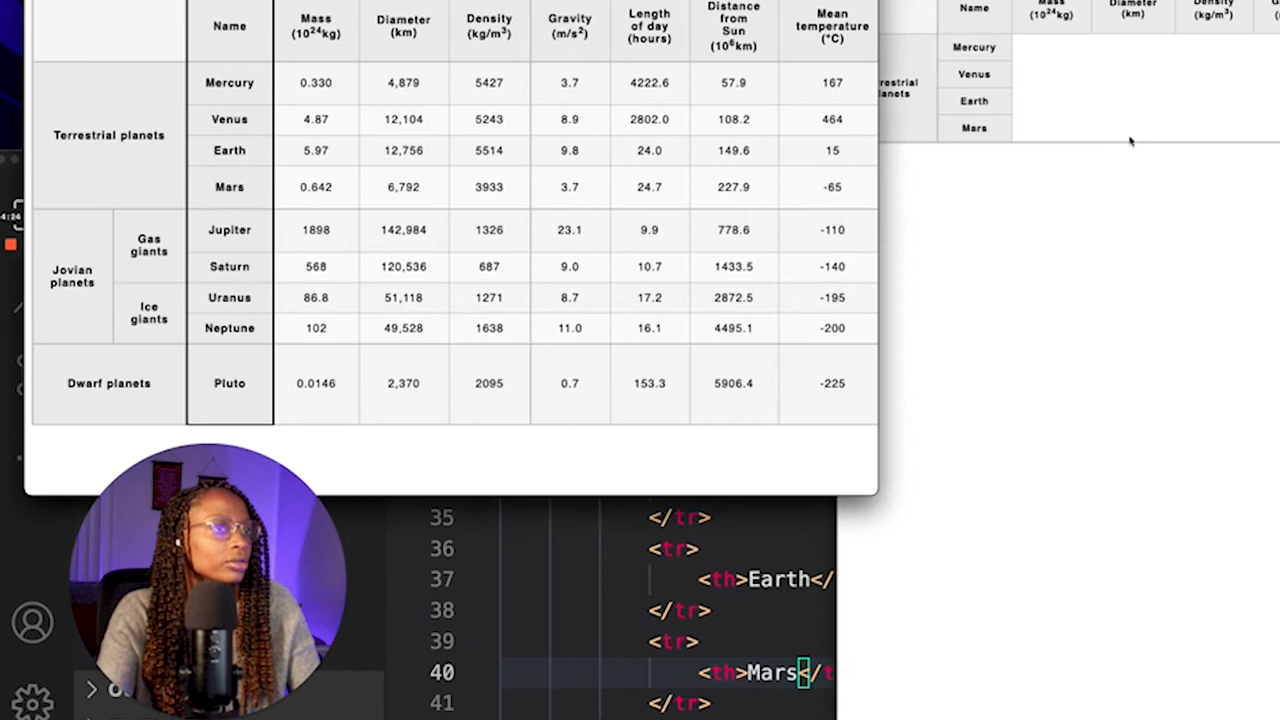 Name Mass (10²⁴kg) Diameter (km) Density (kg/m³) Gravity (m/s²) Length of day (hours) Distance from Sun (10⁶km) Mean temperature (°C)
Terrestrial planets
Mercury 0.330 4,879 5427 3.7 4222.6 57.9 167
Venus 4.87 12,104 5243 8.9 2802.0 108.2 464
Earth 5.97 12,756 5514 9.8 24.0 149.6 15
Mars 0.642 6,792 3933 3.7 24.7 227.9 -65
Jovian planets
Gas giants
Jupiter 1898 142,984 1326 23.1 9.9 778.6 -110
Saturn 568 120,536 687 9.0 10.7 1433.5 -140
Ice giants
Uranus 86.8 51,118 1271 8.7 17.2 2872.5 -195
Neptune 102 49,528 1638 11.0 16.1 4495.1 -200
Dwarf planets Pluto 0.0146 2,370 2095 0.7 153.3 5906.4 -225
Name Mass (10²⁴kg) Diameter (km) Density (kg/m³)
restrial
lanets
Mercury
Venus
Earth
Mars
4:24
35 </tr>
36 <tr>
37 <th>Earth</
38 </tr>
39 <tr>
40 <th>Mars</t
41 </tr>